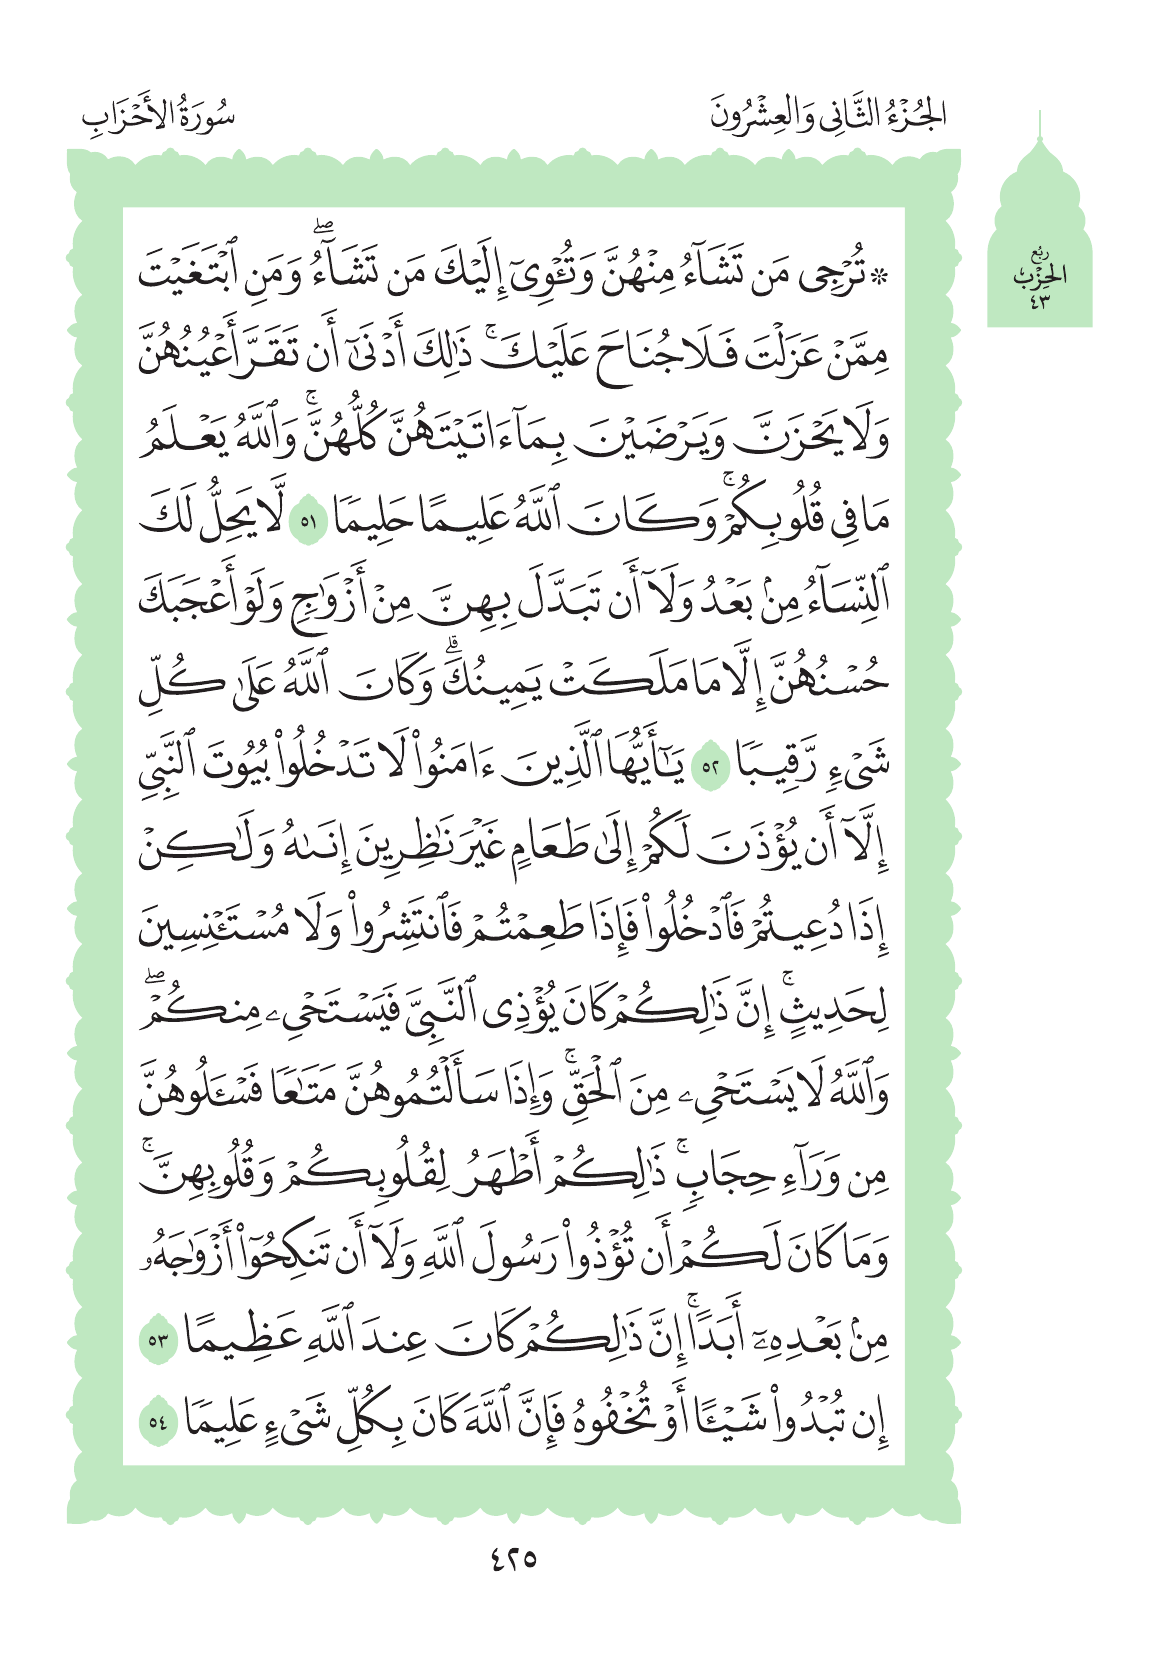 الجُزْءُ الثَّانِي وَالعِشْرُونَ
سُورَةُ الأَحْزَابِ
رُبْع
الحِزْب
٤٣
۞ تُرْجِي مَن تَشَآءُ مِنْهُنَّ وَتُـْٔوِىٓ إِلَيْكَ مَن تَشَآءُۖ وَمَنِ ٱبْتَغَيْتَ
مِمَّنْ عَزَلْتَ فَلَا جُنَاحَ عَلَيْكَۚ ذَٰلِكَ أَدْنَىٰٓ أَن تَقَرَّ أَعْيُنُهُنَّ
وَلَا يَحْزَنَّ وَيَرْضَيْنَ بِمَآ ءَاتَيْتَهُنَّ كُلُّهُنَّۚ وَٱللَّهُ يَعْلَمُ
مَا فِى قُلُوبِكُمْۚ وَكَانَ ٱللَّهُ عَلِيمًا حَلِيمًا ٥١ لَّا يَحِلُّ لَكَ
ٱلنِّسَآءُ مِنۢ بَعْدُ وَلَآ أَن تَبَدَّلَ بِهِنَّ مِنْ أَزْوَٰجٍ وَلَوْ أَعْجَبَكَ
حُسْنُهُنَّ إِلَّا مَا مَلَكَتْ يَمِينُكَۗ وَكَانَ ٱللَّهُ عَلَىٰ كُلِّ
شَىْءٍ رَّقِيبًا ٥٢ يَٰٓأَيُّهَا ٱلَّذِينَ ءَامَنُوا۟ لَا تَدْخُلُوا۟ بُيُوتَ ٱلنَّبِىِّ
إِلَّآ أَن يُؤْذَنَ لَكُمْ إِلَىٰ طَعَامٍ غَيْرَ نَٰظِرِينَ إِنَىٰهُ وَلَٰكِنْ
إِذَا دُعِيتُمْ فَٱدْخُلُوا۟ فَإِذَا طَعِمْتُمْ فَٱنتَشِرُوا۟ وَلَا مُسْتَـْٔنِسِينَ
لِحَدِيثٍۚ إِنَّ ذَٰلِكُمْ كَانَ يُؤْذِى ٱلنَّبِىَّ فَيَسْتَحْىِۦ مِنكُمْۖ
وَٱللَّهُ لَا يَسْتَحْىِۦ مِنَ ٱلْحَقِّۚ وَإِذَا سَأَلْتُمُوهُنَّ مَتَٰعًا فَسْـَٔلُوهُنَّ
مِن وَرَآءِ حِجَابٍۚ ذَٰلِكُمْ أَطْهَرُ لِقُلُوبِكُمْ وَقُلُوبِهِنَّۚ
وَمَا كَانَ لَكُمْ أَن تُؤْذُوا۟ رَسُولَ ٱللَّهِ وَلَآ أَن تَنكِحُوٓا۟ أَزْوَٰجَهُۥ
مِنۢ بَعْدِهِۦٓ أَبَدًاۚ إِنَّ ذَٰلِكُمْ كَانَ عِندَ ٱللَّهِ عَظِيمًا ٥٣
إِن تُبْدُوا۟ شَيْـًٔا أَوْ تُخْفُوهُ فَإِنَّ ٱللَّهَ كَانَ بِكُلِّ شَىْءٍ عَلِيمًا ٥٤
٤٢٥